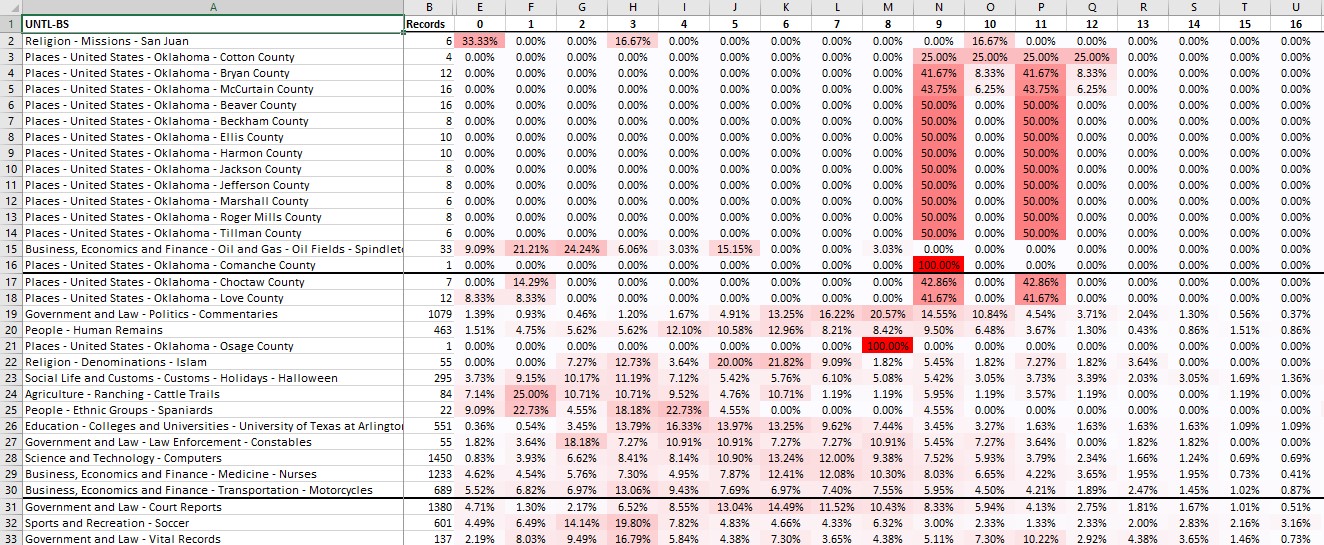 A B E F G H I J K L M N O P Q R S T U
1 UNTL-BS Records 0 1 2 3 4 5 6 7 8 9 10 11 12 13 14 15 16
2 Religion - Missions - San Juan 6 33.33% 0.00% 0.00% 16.67% 0.00% 0.00% 0.00% 0.00% 0.00% 0.00% 16.67% 0.00% 0.00% 0.00% 0.00% 0.00% 0.00%
3 Places - United States - Oklahoma - Cotton County 4 0.00% 0.00% 0.00% 0.00% 0.00% 0.00% 0.00% 0.00% 0.00% 25.00% 25.00% 25.00% 25.00% 0.00% 0.00% 0.00% 0.00%
4 Places - United States - Oklahoma - Bryan County 12 0.00% 0.00% 0.00% 0.00% 0.00% 0.00% 0.00% 0.00% 0.00% 41.67% 8.33% 41.67% 8.33% 0.00% 0.00% 0.00% 0.00%
5 Places - United States - Oklahoma - McCurtain County 16 0.00% 0.00% 0.00% 0.00% 0.00% 0.00% 0.00% 0.00% 0.00% 43.75% 6.25% 43.75% 6.25% 0.00% 0.00% 0.00% 0.00%
6 Places - United States - Oklahoma - Beaver County 16 0.00% 0.00% 0.00% 0.00% 0.00% 0.00% 0.00% 0.00% 0.00% 50.00% 0.00% 50.00% 0.00% 0.00% 0.00% 0.00% 0.00%
7 Places - United States - Oklahoma - Beckham County 8 0.00% 0.00% 0.00% 0.00% 0.00% 0.00% 0.00% 0.00% 0.00% 50.00% 0.00% 50.00% 0.00% 0.00% 0.00% 0.00% 0.00%
8 Places - United States - Oklahoma - Ellis County 10 0.00% 0.00% 0.00% 0.00% 0.00% 0.00% 0.00% 0.00% 0.00% 50.00% 0.00% 50.00% 0.00% 0.00% 0.00% 0.00% 0.00%
9 Places - United States - Oklahoma - Harmon County 10 0.00% 0.00% 0.00% 0.00% 0.00% 0.00% 0.00% 0.00% 0.00% 50.00% 0.00% 50.00% 0.00% 0.00% 0.00% 0.00% 0.00%
10 Places - United States - Oklahoma - Jackson County 8 0.00% 0.00% 0.00% 0.00% 0.00% 0.00% 0.00% 0.00% 0.00% 50.00% 0.00% 50.00% 0.00% 0.00% 0.00% 0.00% 0.00%
11 Places - United States - Oklahoma - Jefferson County 8 0.00% 0.00% 0.00% 0.00% 0.00% 0.00% 0.00% 0.00% 0.00% 50.00% 0.00% 50.00% 0.00% 0.00% 0.00% 0.00% 0.00%
12 Places - United States - Oklahoma - Marshall County 6 0.00% 0.00% 0.00% 0.00% 0.00% 0.00% 0.00% 0.00% 0.00% 50.00% 0.00% 50.00% 0.00% 0.00% 0.00% 0.00% 0.00%
13 Places - United States - Oklahoma - Roger Mills County 8 0.00% 0.00% 0.00% 0.00% 0.00% 0.00% 0.00% 0.00% 0.00% 50.00% 0.00% 50.00% 0.00% 0.00% 0.00% 0.00% 0.00%
14 Places - United States - Oklahoma - Tillman County 6 0.00% 0.00% 0.00% 0.00% 0.00% 0.00% 0.00% 0.00% 0.00% 50.00% 0.00% 50.00% 0.00% 0.00% 0.00% 0.00% 0.00%
15 Business, Economics and Finance - Oil and Gas - Oil Fields - Spindlet 33 9.09% 21.21% 24.24% 6.06% 3.03% 15.15% 0.00% 0.00% 3.03% 0.00% 0.00% 0.00% 0.00% 0.00% 0.00% 0.00% 0.00%
16 Places - United States - Oklahoma - Comanche County 1 0.00% 0.00% 0.00% 0.00% 0.00% 0.00% 0.00% 0.00% 0.00% 100.00% 0.00% 0.00% 0.00% 0.00% 0.00% 0.00% 0.00%
17 Places - United States - Oklahoma - Choctaw County 7 0.00% 14.29% 0.00% 0.00% 0.00% 0.00% 0.00% 0.00% 0.00% 42.86% 0.00% 42.86% 0.00% 0.00% 0.00% 0.00% 0.00%
18 Places - United States - Oklahoma - Love County 12 8.33% 8.33% 0.00% 0.00% 0.00% 0.00% 0.00% 0.00% 0.00% 41.67% 0.00% 41.67% 0.00% 0.00% 0.00% 0.00% 0.00%
19 Government and Law - Politics - Commentaries 1079 1.39% 0.93% 0.46% 1.20% 1.67% 4.91% 13.25% 16.22% 20.57% 14.55% 10.84% 4.54% 3.71% 2.04% 1.30% 0.56% 0.37%
20 People - Human Remains 463 1.51% 4.75% 5.62% 5.62% 12.10% 10.58% 12.96% 8.21% 8.42% 9.50% 6.48% 3.67% 1.30% 0.43% 0.86% 1.51% 0.86%
21 Places - United States - Oklahoma - Osage County 1 0.00% 0.00% 0.00% 0.00% 0.00% 0.00% 0.00% 0.00% 100.00% 0.00% 0.00% 0.00% 0.00% 0.00% 0.00% 0.00% 0.00%
22 Religion - Denominations - Islam 55 0.00% 0.00% 7.27% 12.73% 3.64% 20.00% 21.82% 9.09% 1.82% 5.45% 1.82% 7.27% 1.82% 3.64% 0.00% 0.00% 0.00%
23 Social Life and Customs - Customs - Holidays - Halloween 295 3.73% 9.15% 10.17% 11.19% 7.12% 5.42% 5.76% 6.10% 5.08% 5.42% 3.05% 3.73% 3.39% 2.03% 3.05% 1.69% 1.36%
24 Agriculture - Ranching - Cattle Trails 84 7.14% 25.00% 10.71% 10.71% 9.52% 4.76% 10.71% 1.19% 1.19% 5.95% 1.19% 1.19% 0.00% 0.00% 0.00% 1.19% 0.00%
25 People - Ethnic Groups - Spaniards 22 9.09% 22.73% 4.55% 18.18% 22.73% 4.55% 0.00% 0.00% 0.00% 4.55% 0.00% 0.00% 0.00% 0.00% 0.00% 0.00% 0.00%
26 Education - Colleges and Universities - University of Texas at Arlingtor 551 0.36% 0.54% 3.45% 13.79% 16.33% 13.97% 13.25% 9.62% 7.44% 3.45% 3.27% 1.63% 1.63% 1.63% 1.63% 1.09% 1.09%
27 Government and Law - Law Enforcement - Constables 55 1.82% 3.64% 18.18% 7.27% 10.91% 10.91% 7.27% 7.27% 10.91% 5.45% 7.27% 3.64% 0.00% 0.00% 1.82% 0.00% 0.00%
28 Science and Technology - Computers 1450 0.83% 3.93% 6.62% 8.41% 8.14% 10.90% 13.24% 12.00% 9.38% 7.52% 5.93% 3.79% 2.34% 1.66% 1.24% 0.69% 0.69%
29 Business, Economics and Finance - Medicine - Nurses 1233 4.62% 4.54% 5.76% 7.30% 4.95% 7.87% 12.41% 12.08% 10.30% 8.03% 6.65% 4.22% 3.65% 1.95% 1.95% 0.73% 0.41%
30 Business, Economics and Finance - Transportation - Motorcycles 689 5.52% 6.82% 6.97% 13.06% 9.43% 7.69% 6.97% 7.40% 7.55% 5.95% 4.50% 4.21% 1.89% 2.47% 1.45% 1.02% 0.87%
31 Government and Law - Court Reports 1380 4.71% 1.30% 2.17% 6.52% 8.55% 13.04% 14.49% 11.52% 10.43% 8.33% 5.94% 4.13% 2.75% 1.81% 1.67% 1.01% 0.51%
32 Sports and Recreation - Soccer 601 4.49% 6.49% 14.14% 19.80% 7.82% 4.83% 4.66% 4.33% 6.32% 3.00% 2.33% 1.33% 2.33% 2.00% 2.83% 2.16% 3.16%
33 Government and Law - Vital Records 137 2.19% 8.03% 9.49% 16.79% 5.84% 4.38% 7.30% 3.65% 4.38% 5.11% 7.30% 10.22% 2.92% 4.38% 3.65% 1.46% 0.73%